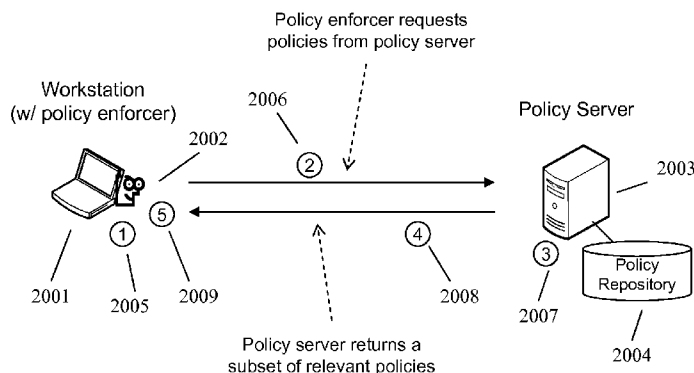 Policy enforcer requests
policies from policy server
Workstation
(w/ policy enforcer)
2006
Policy Server
2002
2
2003
5
1
4
3
Policy
Repository
2001
2005
2009
2008
2007
2004
Policy server returns a
subset of relevant policies